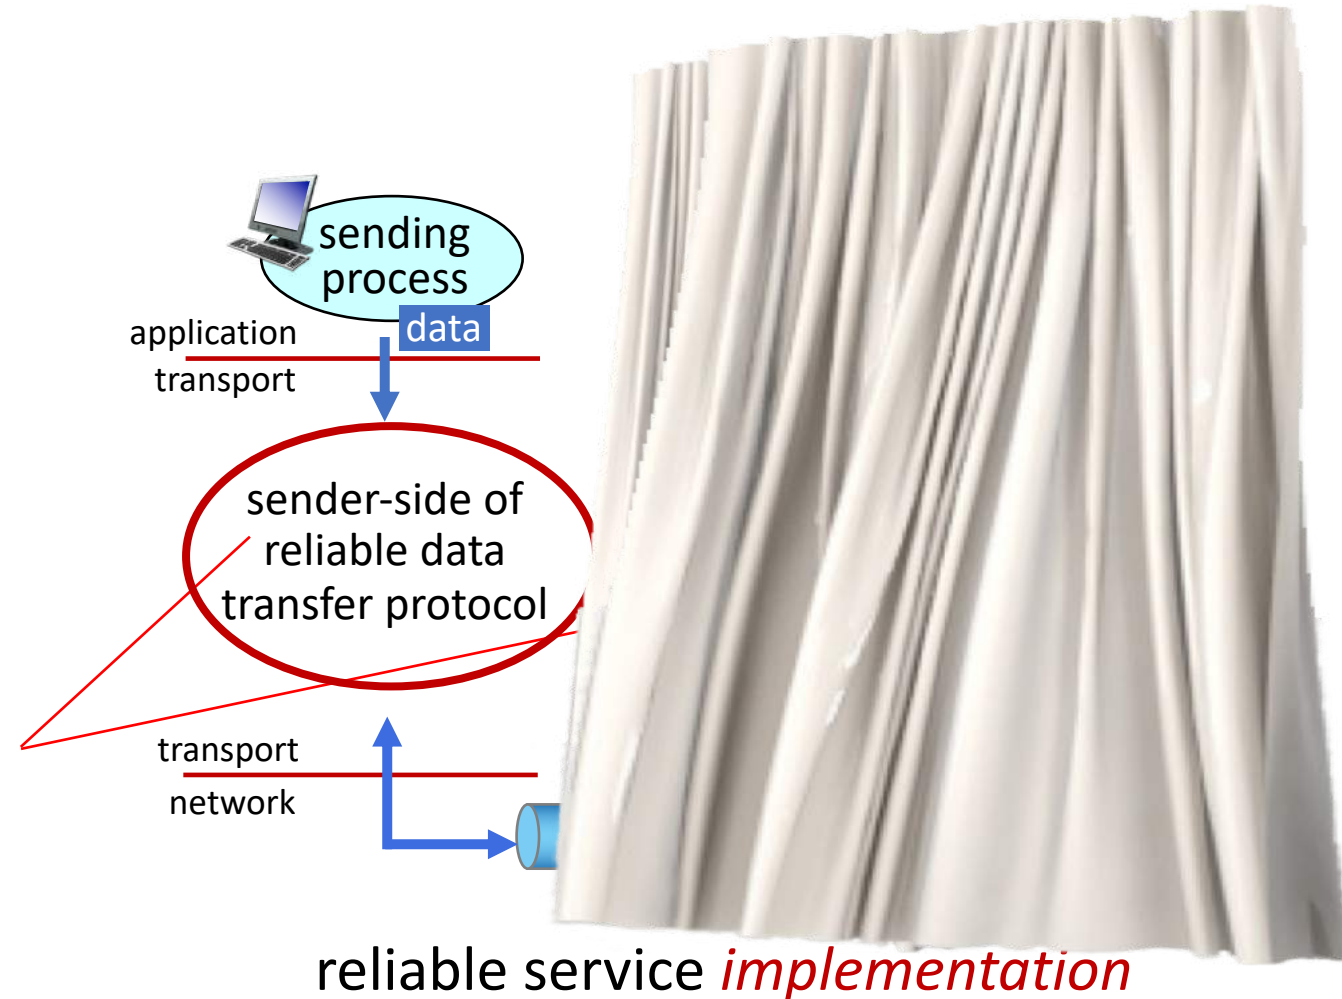 sending
process
data
application
transport
sender-side of
reliable data
transfer protocol
transport
network
reliable service implementation